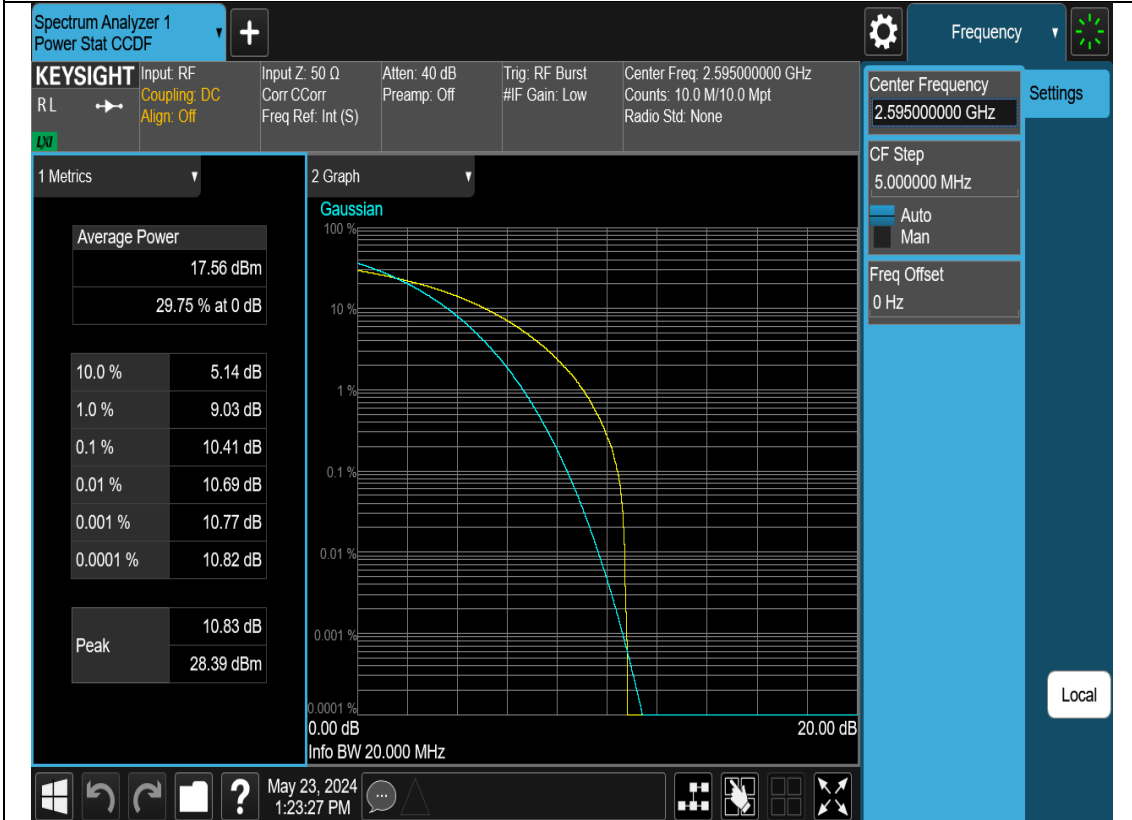 Spectrum Analyzer 1
Power Stat CCDF
+
Frequency
KEYSIGHT
RL
LXI
Input: RF
Coupling: DC
Align: Off
Input Z: 50 Ω
Corr CCorr
Freq Ref: Int (S)
Atten: 40 dB
Preamp: Off
Trig: RF Burst
#IF Gain: Low
Center Freq: 2.595000000 GHz
Counts: 10.0 M/10.0 Mpt
Radio Std: None
Center Frequency
2.595000000 GHz
Settings
CF Step
5.000000 MHz
Auto
Man
Freq Offset
0 Hz
Local
1 Metrics
Average Power
17.56 dBm
29.75 % at 0 dB
10.0 % 5.14 dB
1.0 % 9.03 dB
0.1 % 10.41 dB
0.01 % 10.69 dB
0.001 % 10.77 dB
0.0001 % 10.82 dB
Peak
10.83 dB
28.39 dBm
2 Graph
Gaussian
100 %
10 %
1 %
0.1 %
0.01 %
0.001 %
0.0001 %
0.00 dB 20.00 dB
Info BW 20.000 MHz
?
May 23, 2024
1:23:27 PM